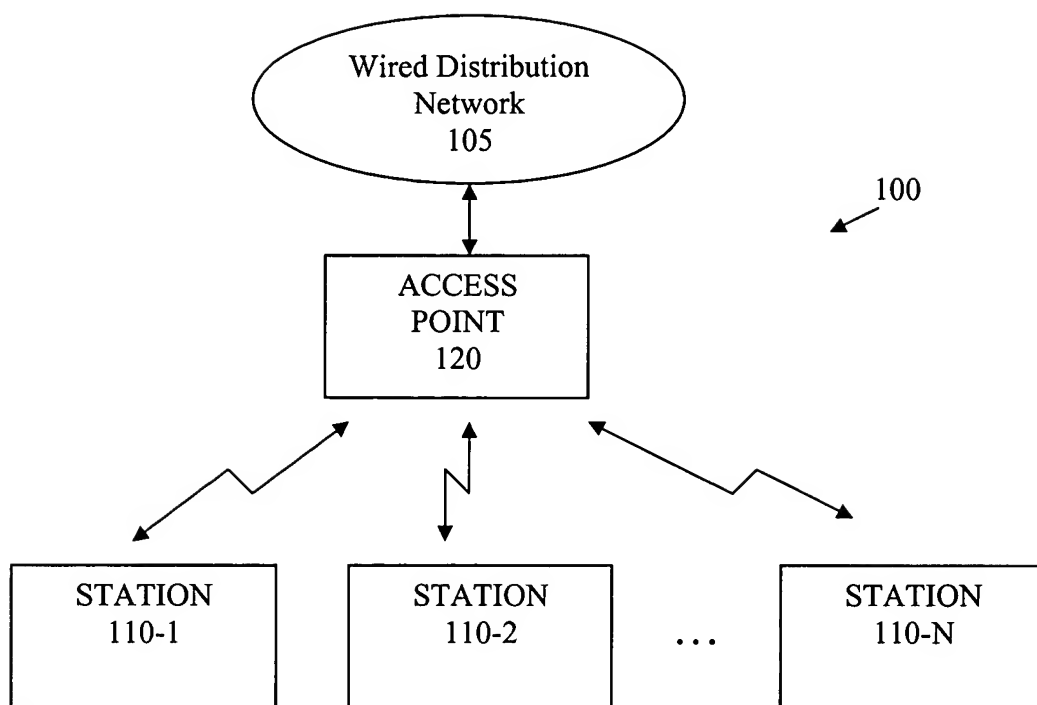 Wired Distribution
Network
105
100
ACCESS
POINT
120
STATION
110-1
STATION
110-2
...
STATION
110-N